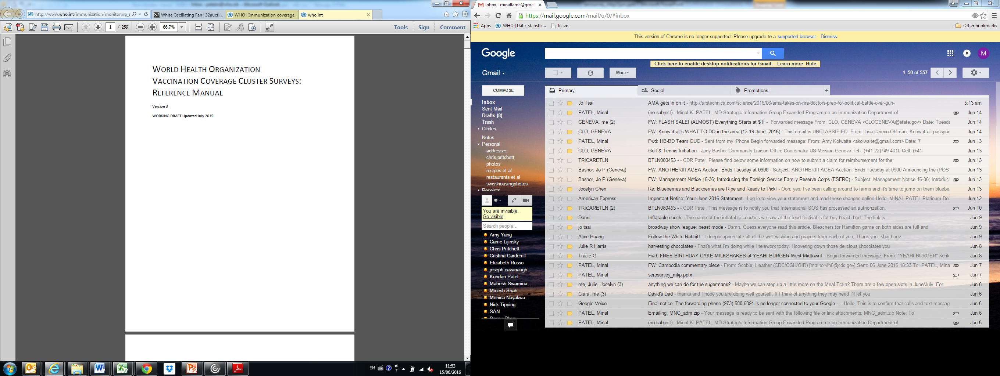 http://www.who.int/immunization/monitoring_s
White Oscillating Fan | 32aucti...
WHO | Immunization coverage
who.int
1 / 259
66.7%
Tools
Sign
Comment
WORLD HEALTH ORGANIZATION
VACCINATION COVERAGE CLUSTER SURVEYS:
REFERENCE MANUAL
Version 3
WORKING DRAFT Updated July 2015
EN
11:53
15/06/2016
Inbox - minallama@gmai
https://mail.google.com/mail/u/0/#inbox
Apps
WHO | Data, statistic...
leave
Other bookmarks
This version of Chrome is no longer supported. Please upgrade to a supported browser. Dismiss
Google
M
Click here to enable desktop notifications for Gmail. Learn more Hide
Gmail
More
1–50 of 557
COMPOSE
Inbox
Sent Mail
Drafts (8)
Trash
Circles
Notes
Personal
addresses
chris.pritchett
photos
recipes et al
restaurants et al
swisshousingphotos
Receipts
You are invisible.
Go visible
Search people...
Amy Yang
Carrie Lijinsky
Chris Pritchett
Cristina Cardemil
Elizabeth Russo
joseph cavanaugh
Kundan Patel
Mahesh Swamina...
Minesh Shah
Monica Nayakwa...
Nick Tipping
SAN
Primary
Social
Promotions
+
Jo Tsai AMA gets in on it - http://arstechnica.com/science/2016/06/ama-takes-on-nra-doctors-prep-for-political-battle-over-gun- 5:13 am
PATEL, Minal (no subject) - Minal K. PATEL, MD Strategic Information Group Expanded Programme on Immunization Department of Jun 14
GENEVA, me (2) FW: FLASH SALE! (ALMOST) Everything Starts at $1! - Forwarded message From: CLO, GENEVA <CLOGENEVA@state.gov> Date: Tuesda Jun 14
CLO, GENEVA FW: Know-it-all's WHAT TO DO in the area (13-19 June, 2016) - This email is UNCLASSIFIED. From: Lisa Cirieco-Ohlman, Know-it-all passpor Jun 14
PATEL, Minal Fwd: HB-BD Team OUC - Sent from my iPhone Begin forwarded message: From: Amy Kolwaite <akolwaite@gmail.com> Date: 7 Jun 13
CLO, GENEVA Golf & Tennis Initiation - Jody Bashor Community Liaison Office Coordinator US Mission Geneva Tel : (+41-22)749-4010 Cell: (+41- Jun 13
TRICARETLN BTLN080453 - - CDR Patel, Please find below some information on how to submit a claim for reimbursement for the Jun 13
Bashor, Jo P (Geneva) FW: ANOTHER!!! AGEA Auction: Ends Tuesday at 0900 - Subject: ANOTHER!!! AGEA Auction: Ends Tuesday at 0900 Announcing the (POS Jun 13
Bashor, Jo P (Geneva) FW: Management Notice 16-36; Introducing the Foreign Service Family Reserve Corps (FSFRC) - Subject: Management Notice 16-36; Introduci Jun 13
Jocelyn Chen Re: Blueberries and Blackberries are Ripe and Ready to Pick! - Ooh, yes. I've been calling around to farms and it's time to jump on them bluebe Jun 13
American Express Important Notice: Your June 2016 Statement - Log in to view your statement and read these changes online Hello, MINAL PATEL Platinum Del Jun 12
TRICARETLN (2) BTLN080453 - - CDR Patel, This message is to notify you that International SOS has processed an authorization, Jun 10
Danni Inflatable couch - The name of the inflatable couches we saw at the food festival is fat boy beach bed. The link is Jun 9
jo tsai broadway show league: beast mode - Damn. Guess everyone read this article. Bleachers for Hamilton game on both sides are full and Jun 9
Alice Huang Follow the White Rabbit! - I deeply appreciate all of the well-wishing and prayers from each of you. Thank you. <big hug> Jun 9
Julie R Harris harvesting chocolates - That's what I'm doing while I telework today. Hoovering down those delicious chocolates you Jun 8
Tracie G Fwd: FREE BIRTHDAY CAKE MILKSHAKES at YEAH! BURGER West Midtown! - Begin forwarded message: From: "YEAH! BURGER" <erik Jun 8
PATEL, Minal FW: Cambodia commentary piece - From: Scobie, Heather (CDC/CGH/GID) [mailto:vih8@cdc.gov] Sent: 06 June 2016 18:33 To: PATEL, Mina Jun 7
PATEL, Minal serosurvey_mkp.pptx Jun 7
me, Julie, Jocelyn (3) anything we can do for the sugermans? - Maybe we can step up a little more on the Meal Train? There are a few open slots in June/July. For Jun 6
Ciara, me (3) David's Dad - thanks and I hope you are doing well yourself. If I think of anything they may need I'll let you Jun 6
Google Voice Final notice: The forwarding phone (973) 580-6091 is no longer connected to your Google... - Hello, This is to confirm that calls and text messag Jun 6
PATEL, Minal Emailing: MNG_adm.zip - Your message is ready to be sent with the following file or link attachments: MNG_adm.zip Note: To Jun 6
PATEL, Minal (no subject) - Minal K. PATEL, MD Strategic Information Group Expanded Programme on Immunization Department of Jun 6